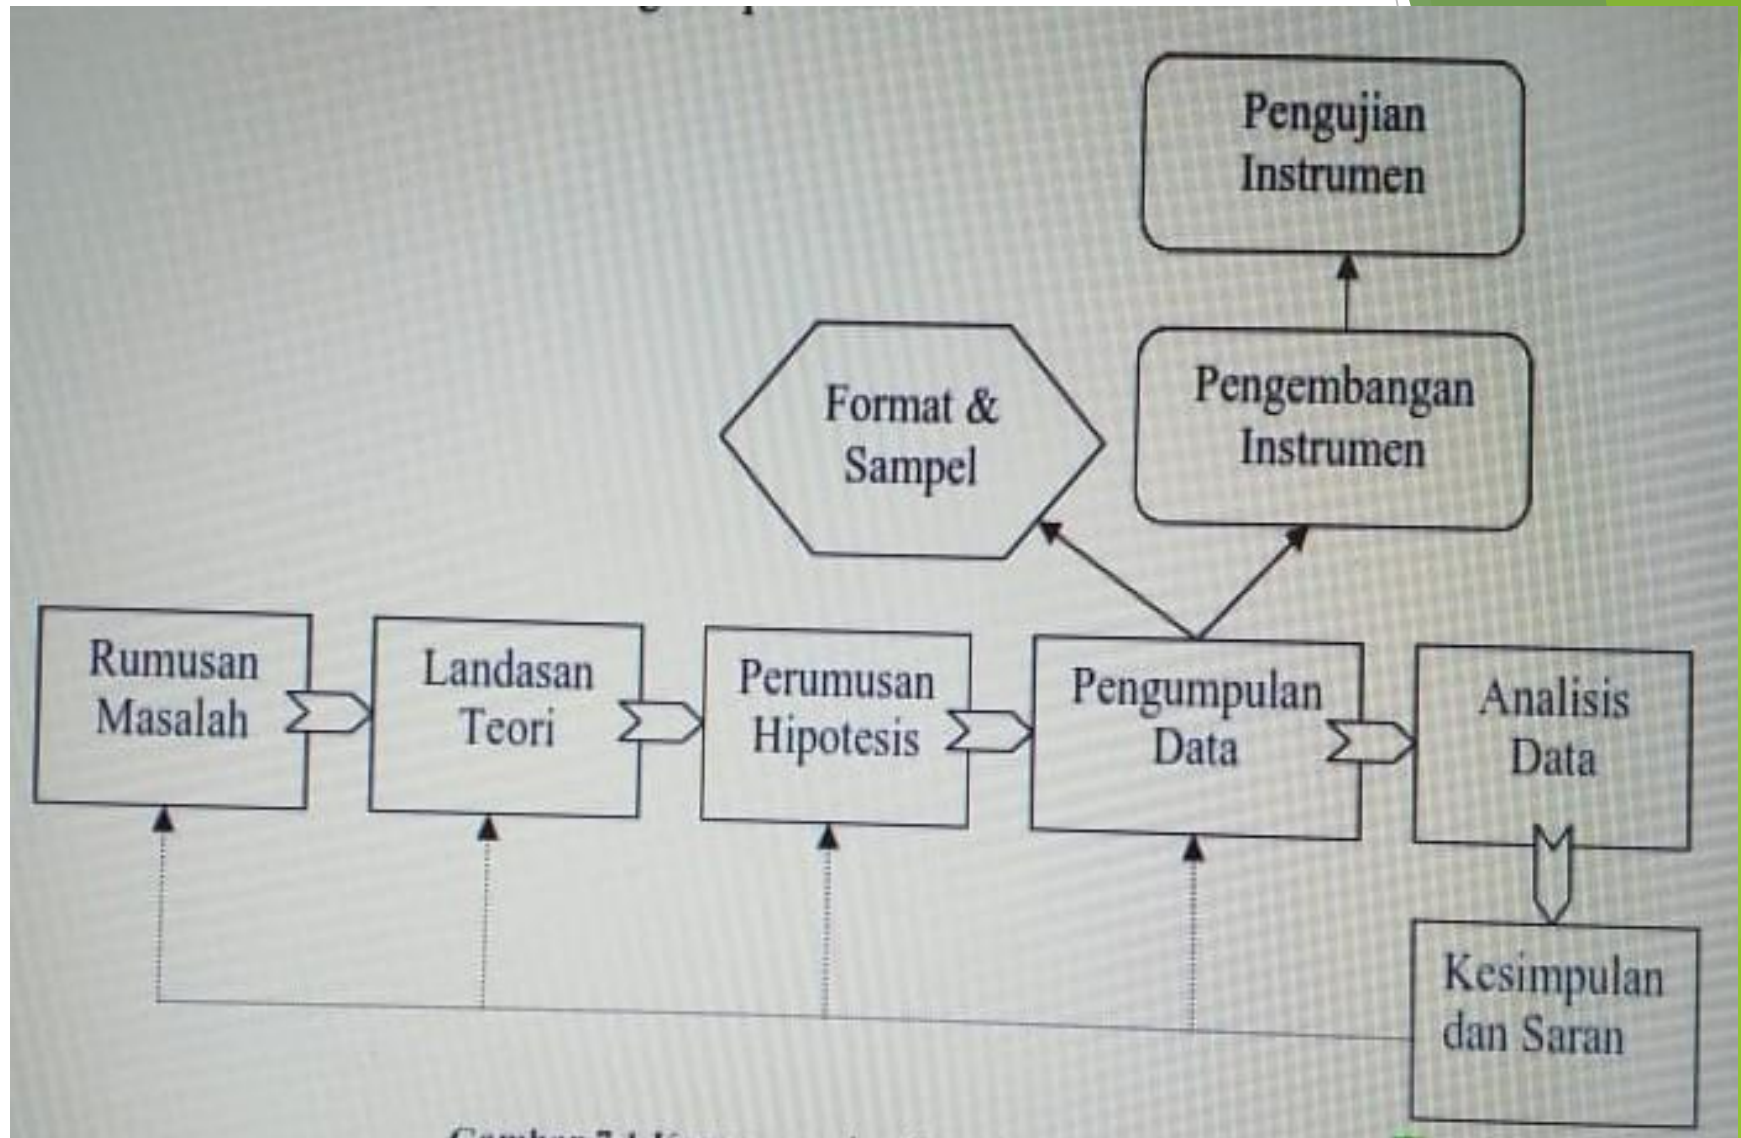 Pengujian
Instrumen
Format &
Sampel
Pengembangan
Instrumen
Rumusan
Masalah
Landasan
Teori
Perumusan
Hipotesis
Pengumpulan
Data
Analisis
Data
Kesimpulan
dan Saran